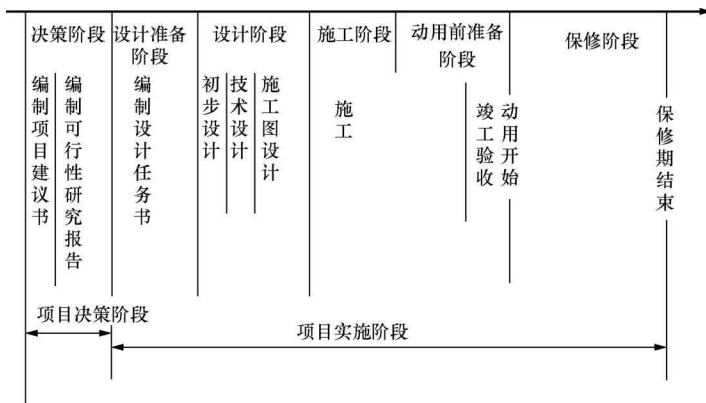 决策阶段
设计准备
阶段
设计阶段
施工阶段
动用前准备
阶段
保修阶段
编制项目建议书
编制可行性研究报告
编制设计任务书
初步设计
技术设计
施工图设计
施工
竣工验收
动用开始
保修期结束
项目决策阶段
项目实施阶段